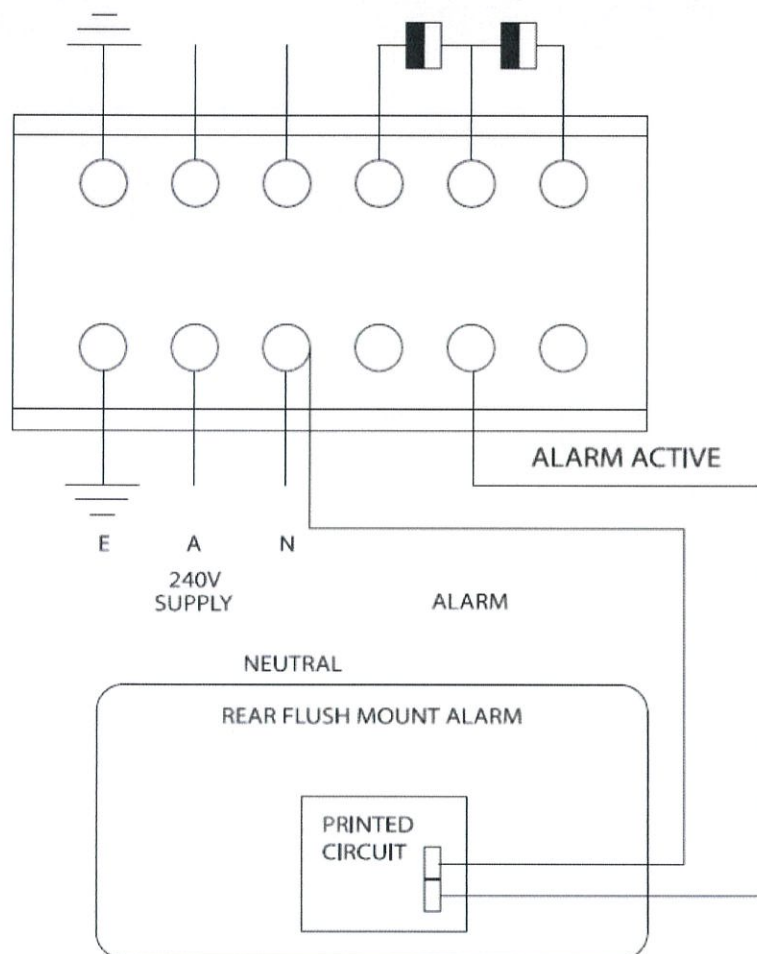 ALARM ACTIVE
E A N
240V
SUPPLY
ALARM
NEUTRAL
REAR FLUSH MOUNT ALARM
PRINTED
CIRCUIT